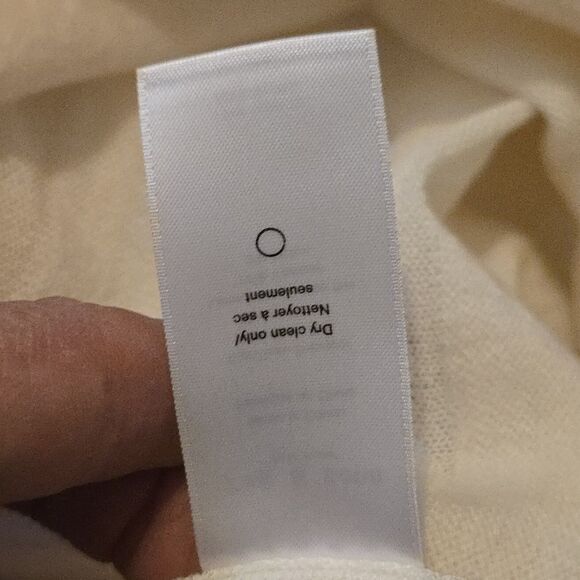 Dry clean only/
Nettoyer à sec
seulement